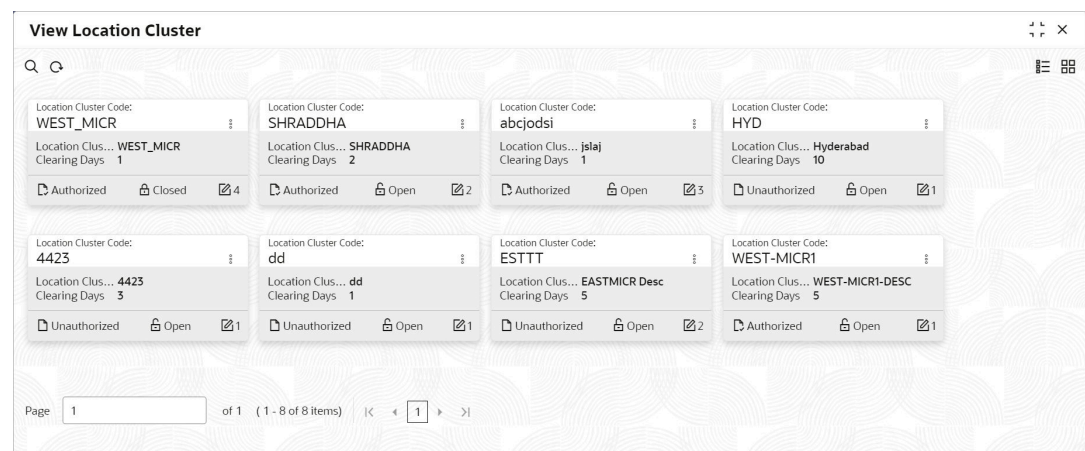 View Location Cluster
Location Cluster Code:
WEST_MICR
Location Clus... WEST_MICR
Clearing Days 1
Authorized Closed 4
Location Cluster Code:
SHRADDHA
Location Clus... SHRADDHA
Clearing Days 2
Authorized Open 2
Location Cluster Code:
abcjodsi
Location Clus... jslaj
Clearing Days 1
Authorized Open 3
Location Cluster Code:
HYD
Location Clus... Hyderabad
Clearing Days 10
Unauthorized Open 1
Location Cluster Code:
4423
Location Clus... 4423
Clearing Days 3
Unauthorized Open 1
Location Cluster Code:
dd
Location Clus... dd
Clearing Days 1
Unauthorized Open 1
Location Cluster Code:
ESTTT
Location Clus... EASTMICR Desc
Clearing Days 5
Unauthorized Open 2
Location Cluster Code:
WEST-MICR1
Location Clus... WEST-MICR1-DESC
Clearing Days 5
Authorized Open 1
Page 1 of 1 (1 - 8 of 8 items) 1